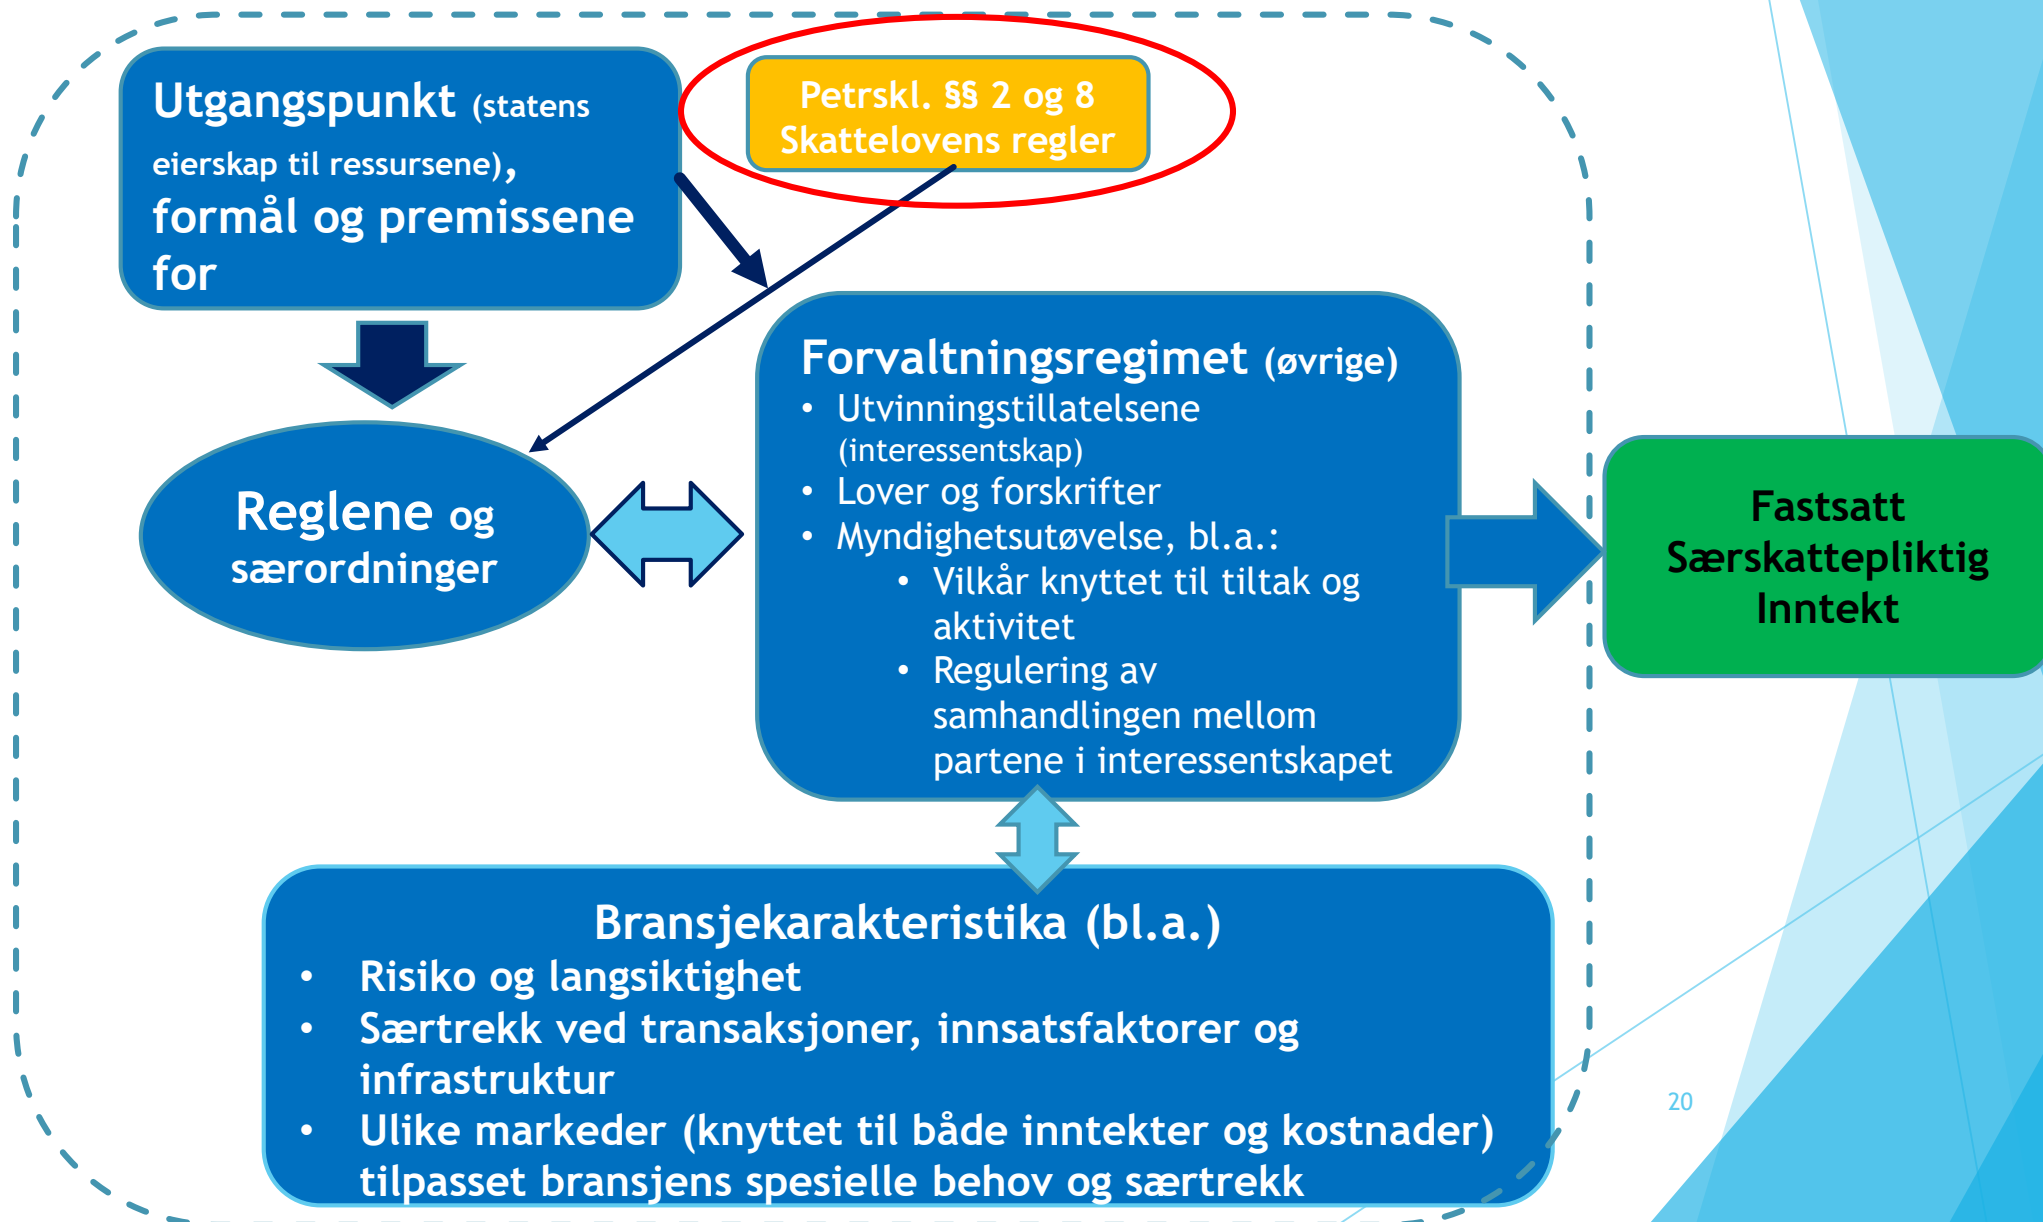 Utgangspunkt (statens
eierskap til ressursene),
formål og premissene
for
Petrskl. §§ 2 og 8
Skattelovens regler
Reglene og
særordninger
Forvaltningsregimet (øvrige)
• Utvinningstillatelsene
(interessentskap)
• Lover og forskrifter
• Myndighetsutøvelse, bl.a.:
• Vilkår knyttet til tiltak og
aktivitet
• Regulering av
samhandlingen mellom
partene i interessentskapet
Fastsatt
Særskattepliktig
Inntekt
Bransjekarakteristika (bl.a.)
• Risiko og langsiktighet
• Særtrekk ved transaksjoner, innsatsfaktorer og
infrastruktur
• Ulike markeder (knyttet til både inntekter og kostnader)
tilpasset bransjens spesielle behov og særtrekk
20